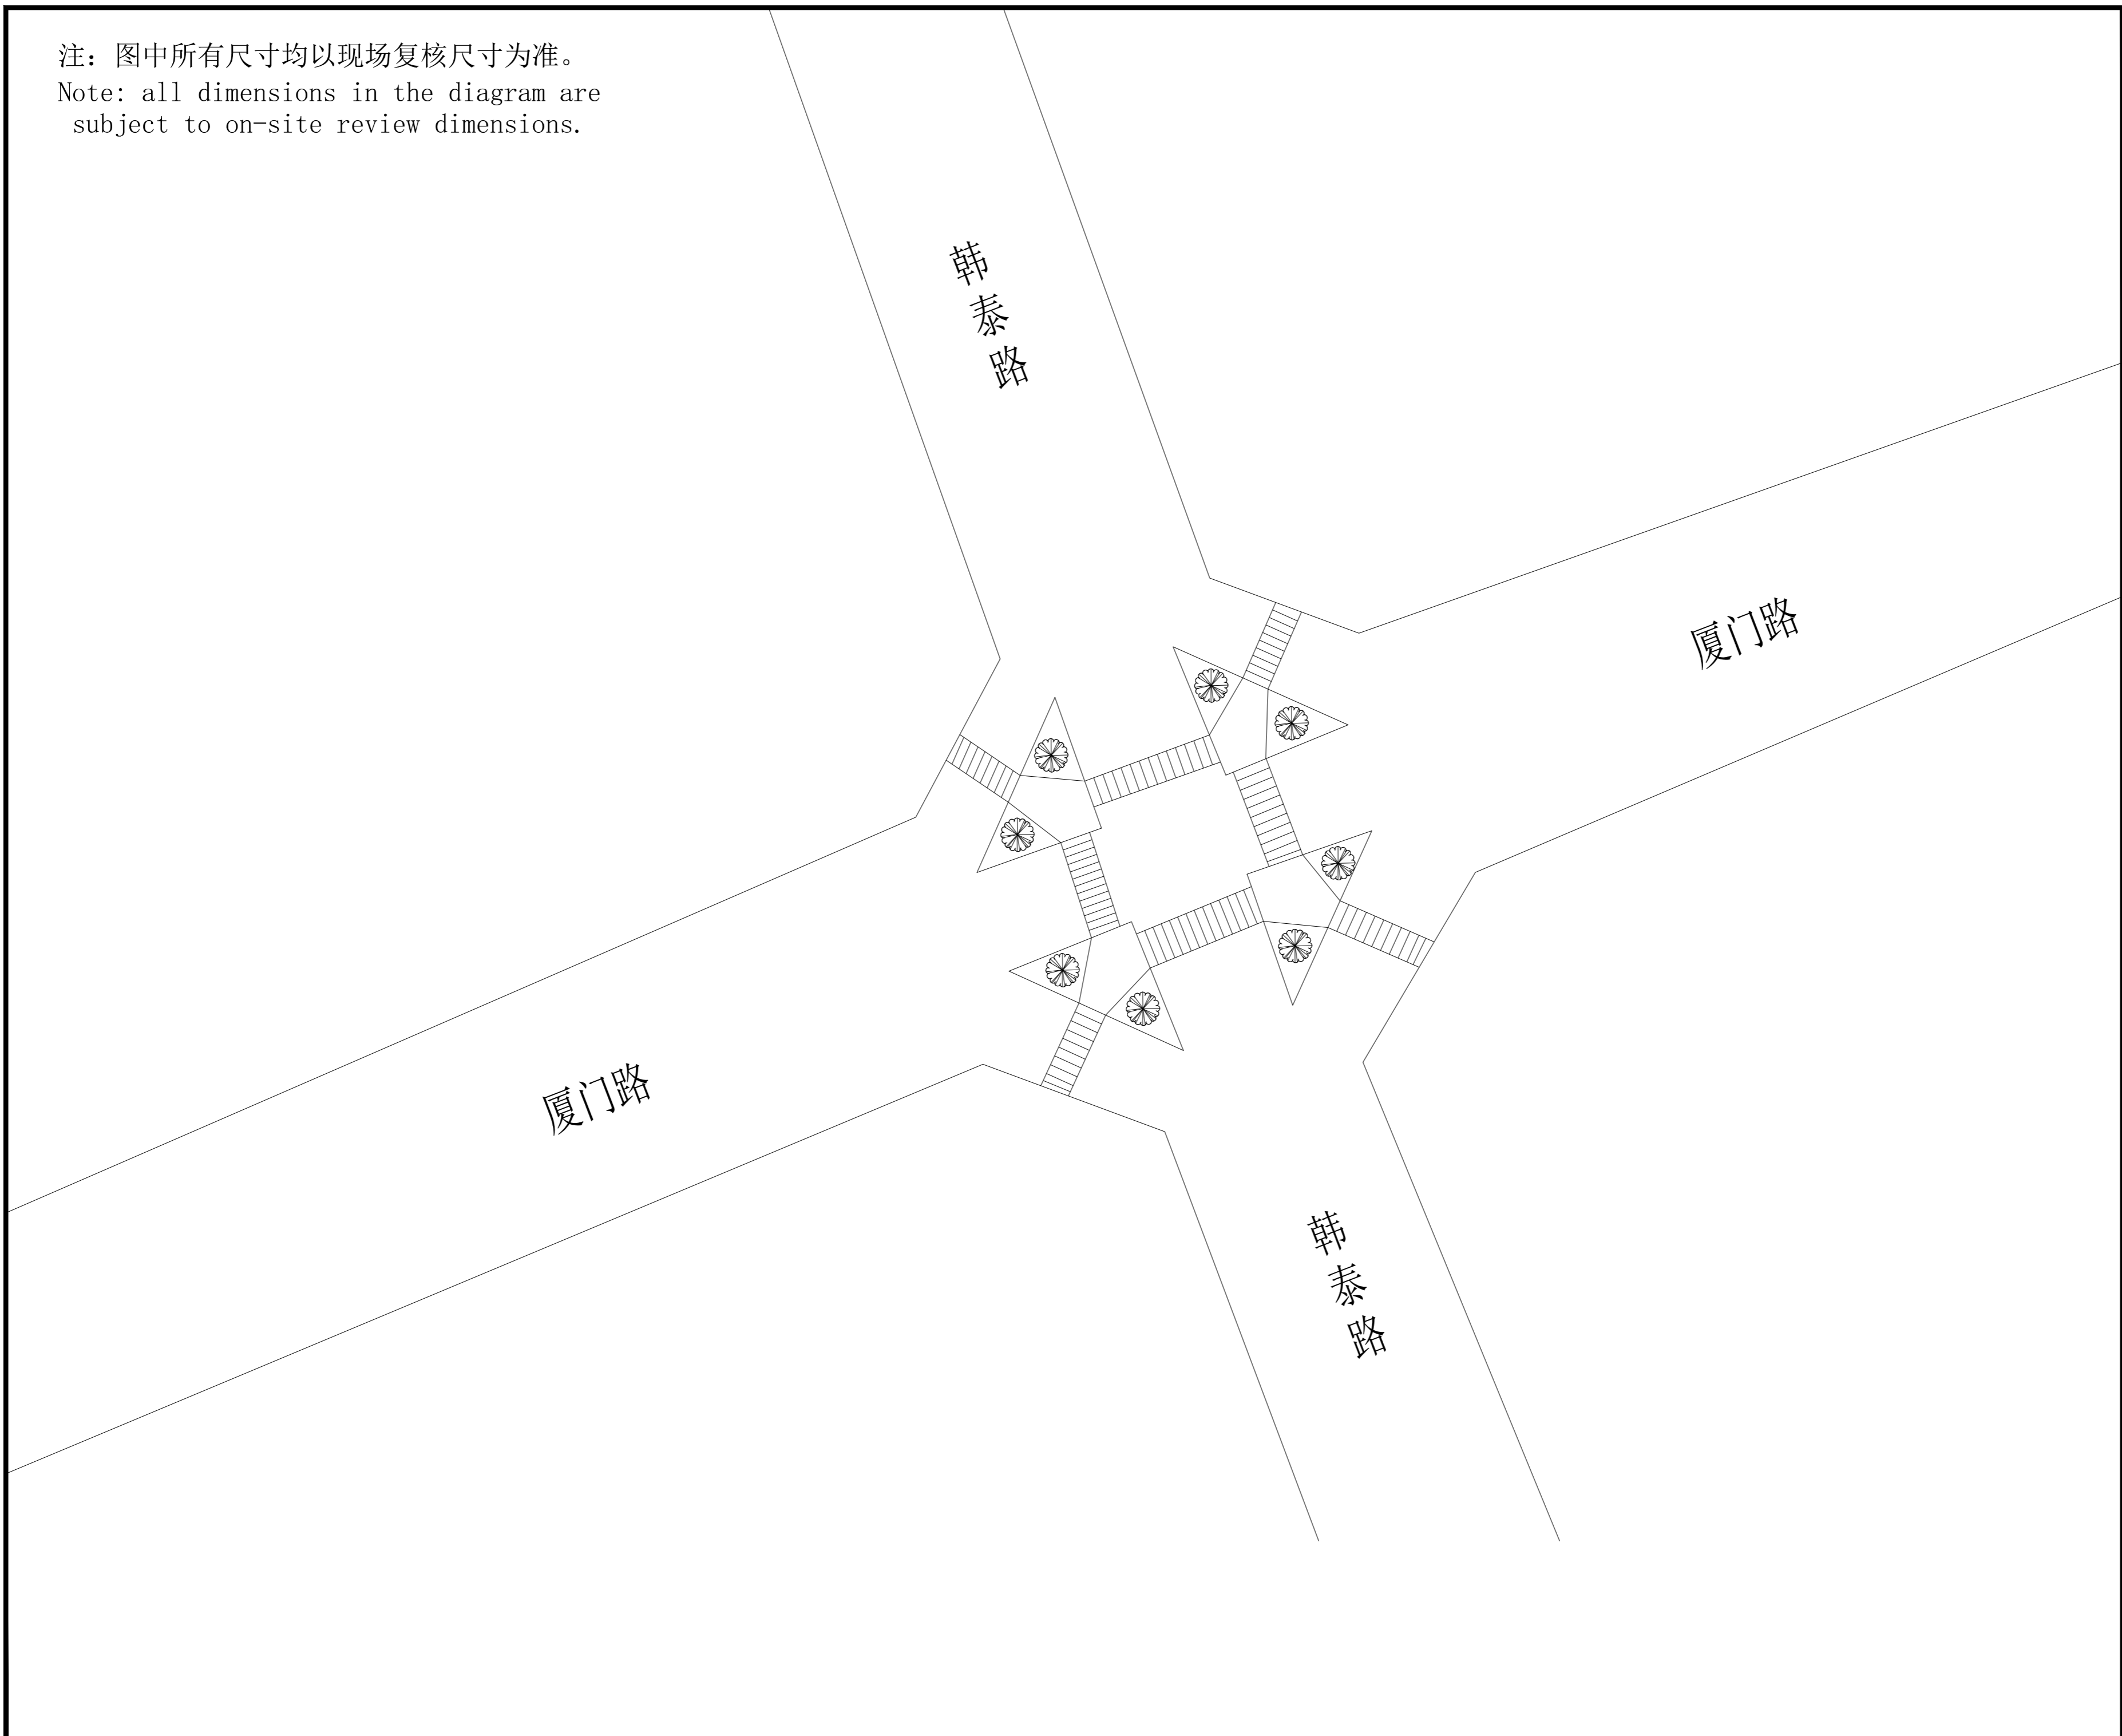 注：图中所有尺寸均以现场复核尺寸为准。
Note: all dimensions in the diagram are
subject to on-site review dimensions.
韩泰路
厦门路
厦门路
韩泰路